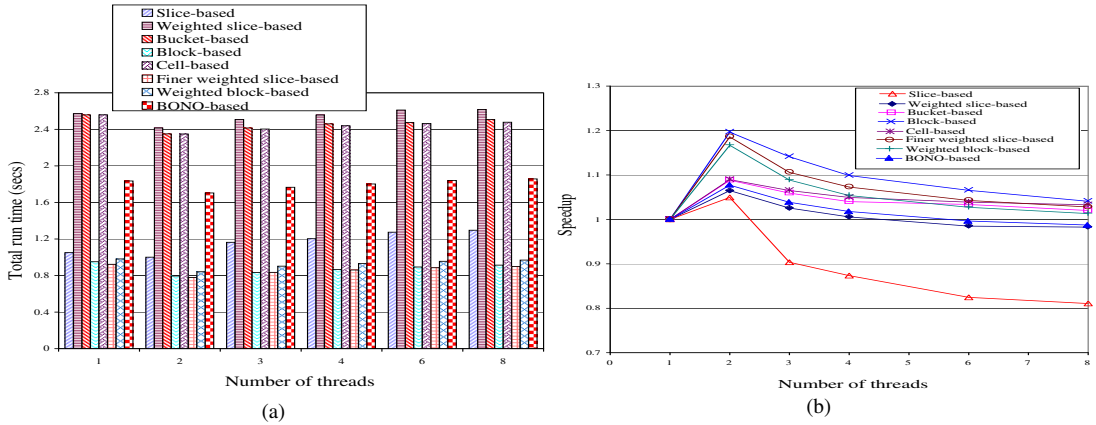 Slice-based
Weighted slice-based
Bucket-based
Block-based
Cell-based
Finer weighted slice-based
Weighted block-based
BONO-based
Total run time (secs)
2.8
2.4
2
1.6
1.2
0.8
0.4
0
1 2 3 4 6 8
Number of threads
(a)
Speedup
1.3
1.2
1.1
1
0.9
0.8
0.7
Slice-based
Weighted slice-based
Bucket-based
Block-based
Cell-based
Finer weighted slice-based
Weighted block-based
BONO-based
0 1 2 3 4 5 6 7 8
Number of threads
(b)